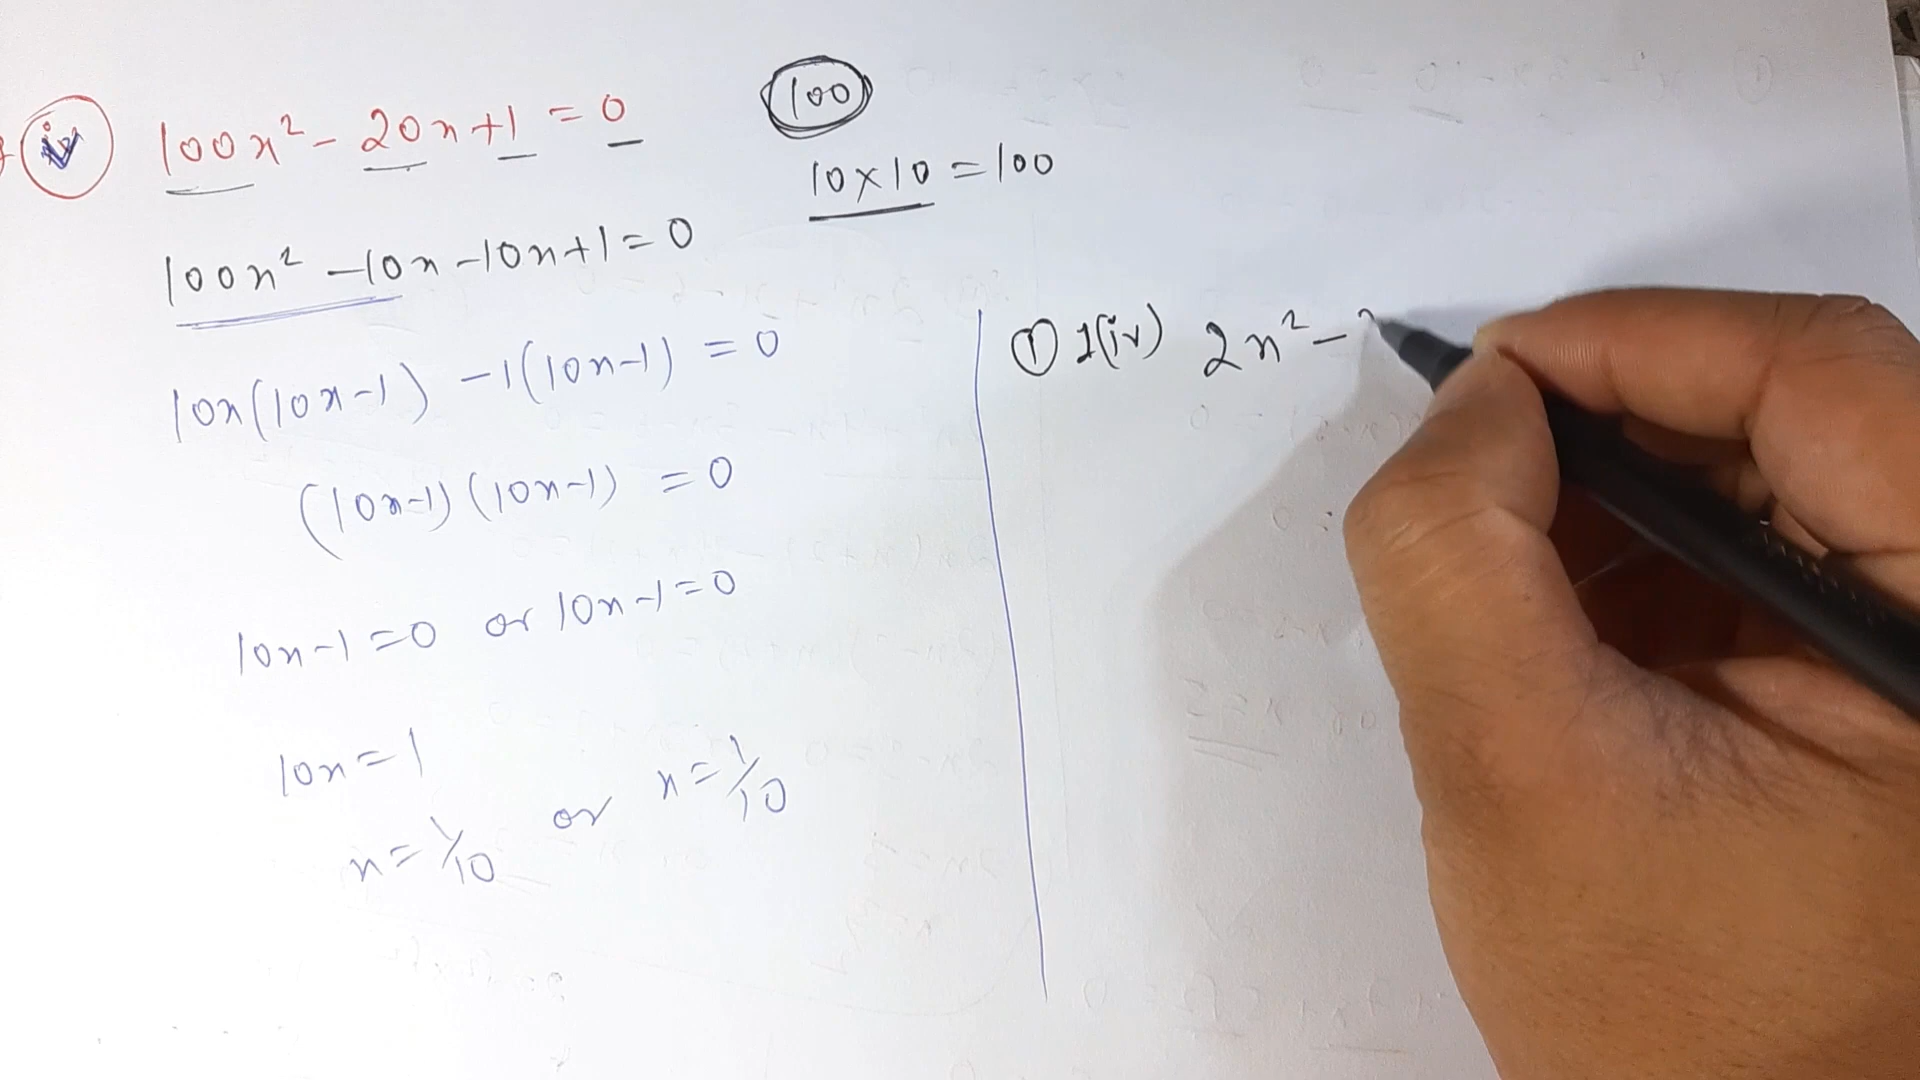 iv 100x² - 20x + 1 = 0
100
10 × 10 = 100
100x² - 10x - 10x + 1 = 0
10x(10x-1) -1(10x-1) = 0
(10x-1)(10x-1) = 0
10x-1 = 0 or 10x-1 = 0
10x = 1
x = 1/10 or x = 1/10
① 1(iv) 2x² -